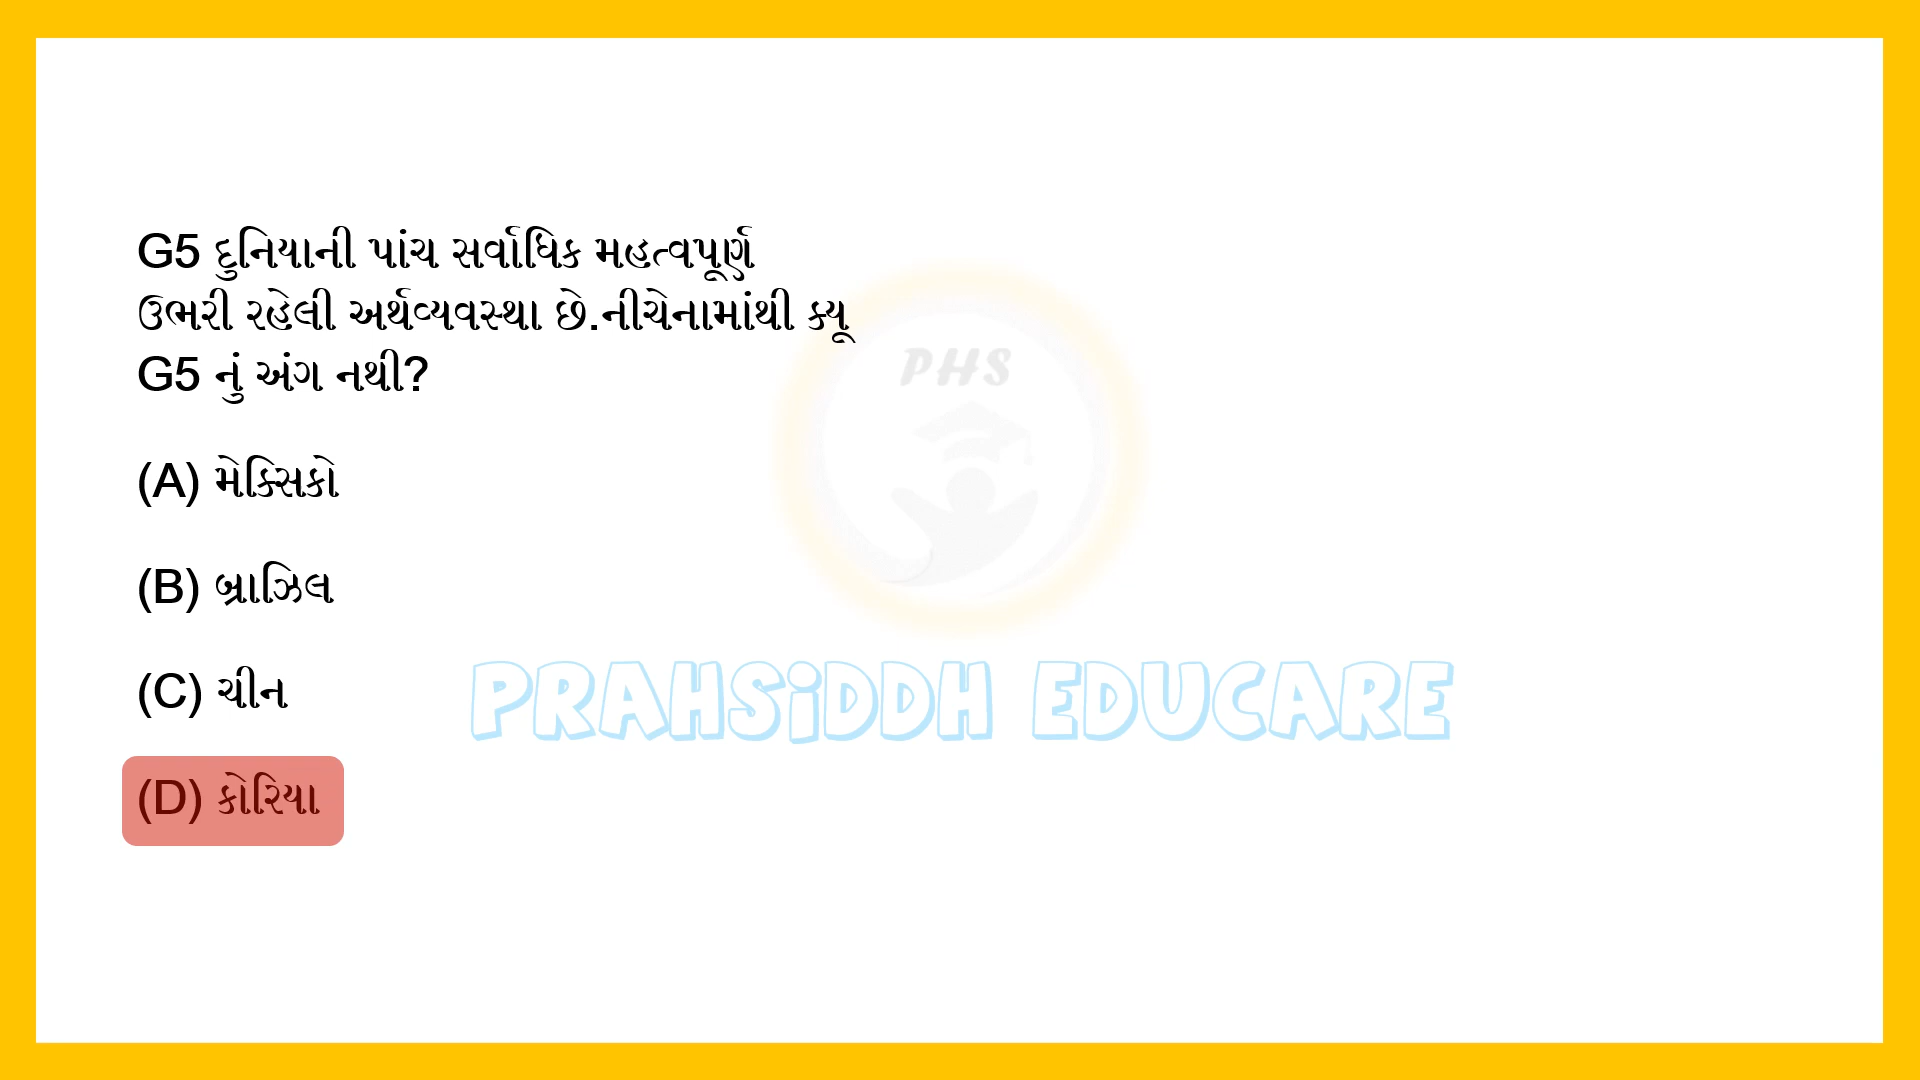 G5 દુનિયાની પાંચ સર્વાધિક મહત્વપૂર્ણ
ઉભરી રહેલી અર્થવ્યવસ્થા છે.નીચેનામાંથી ક્યૂ
G5 નું અંગ નથી?
PHS
(A) મેક્સિકો
(B) બ્રાઝિલ
(C) ચીન
PRAHSiDDH EDUCARE
(D) કોરિયા